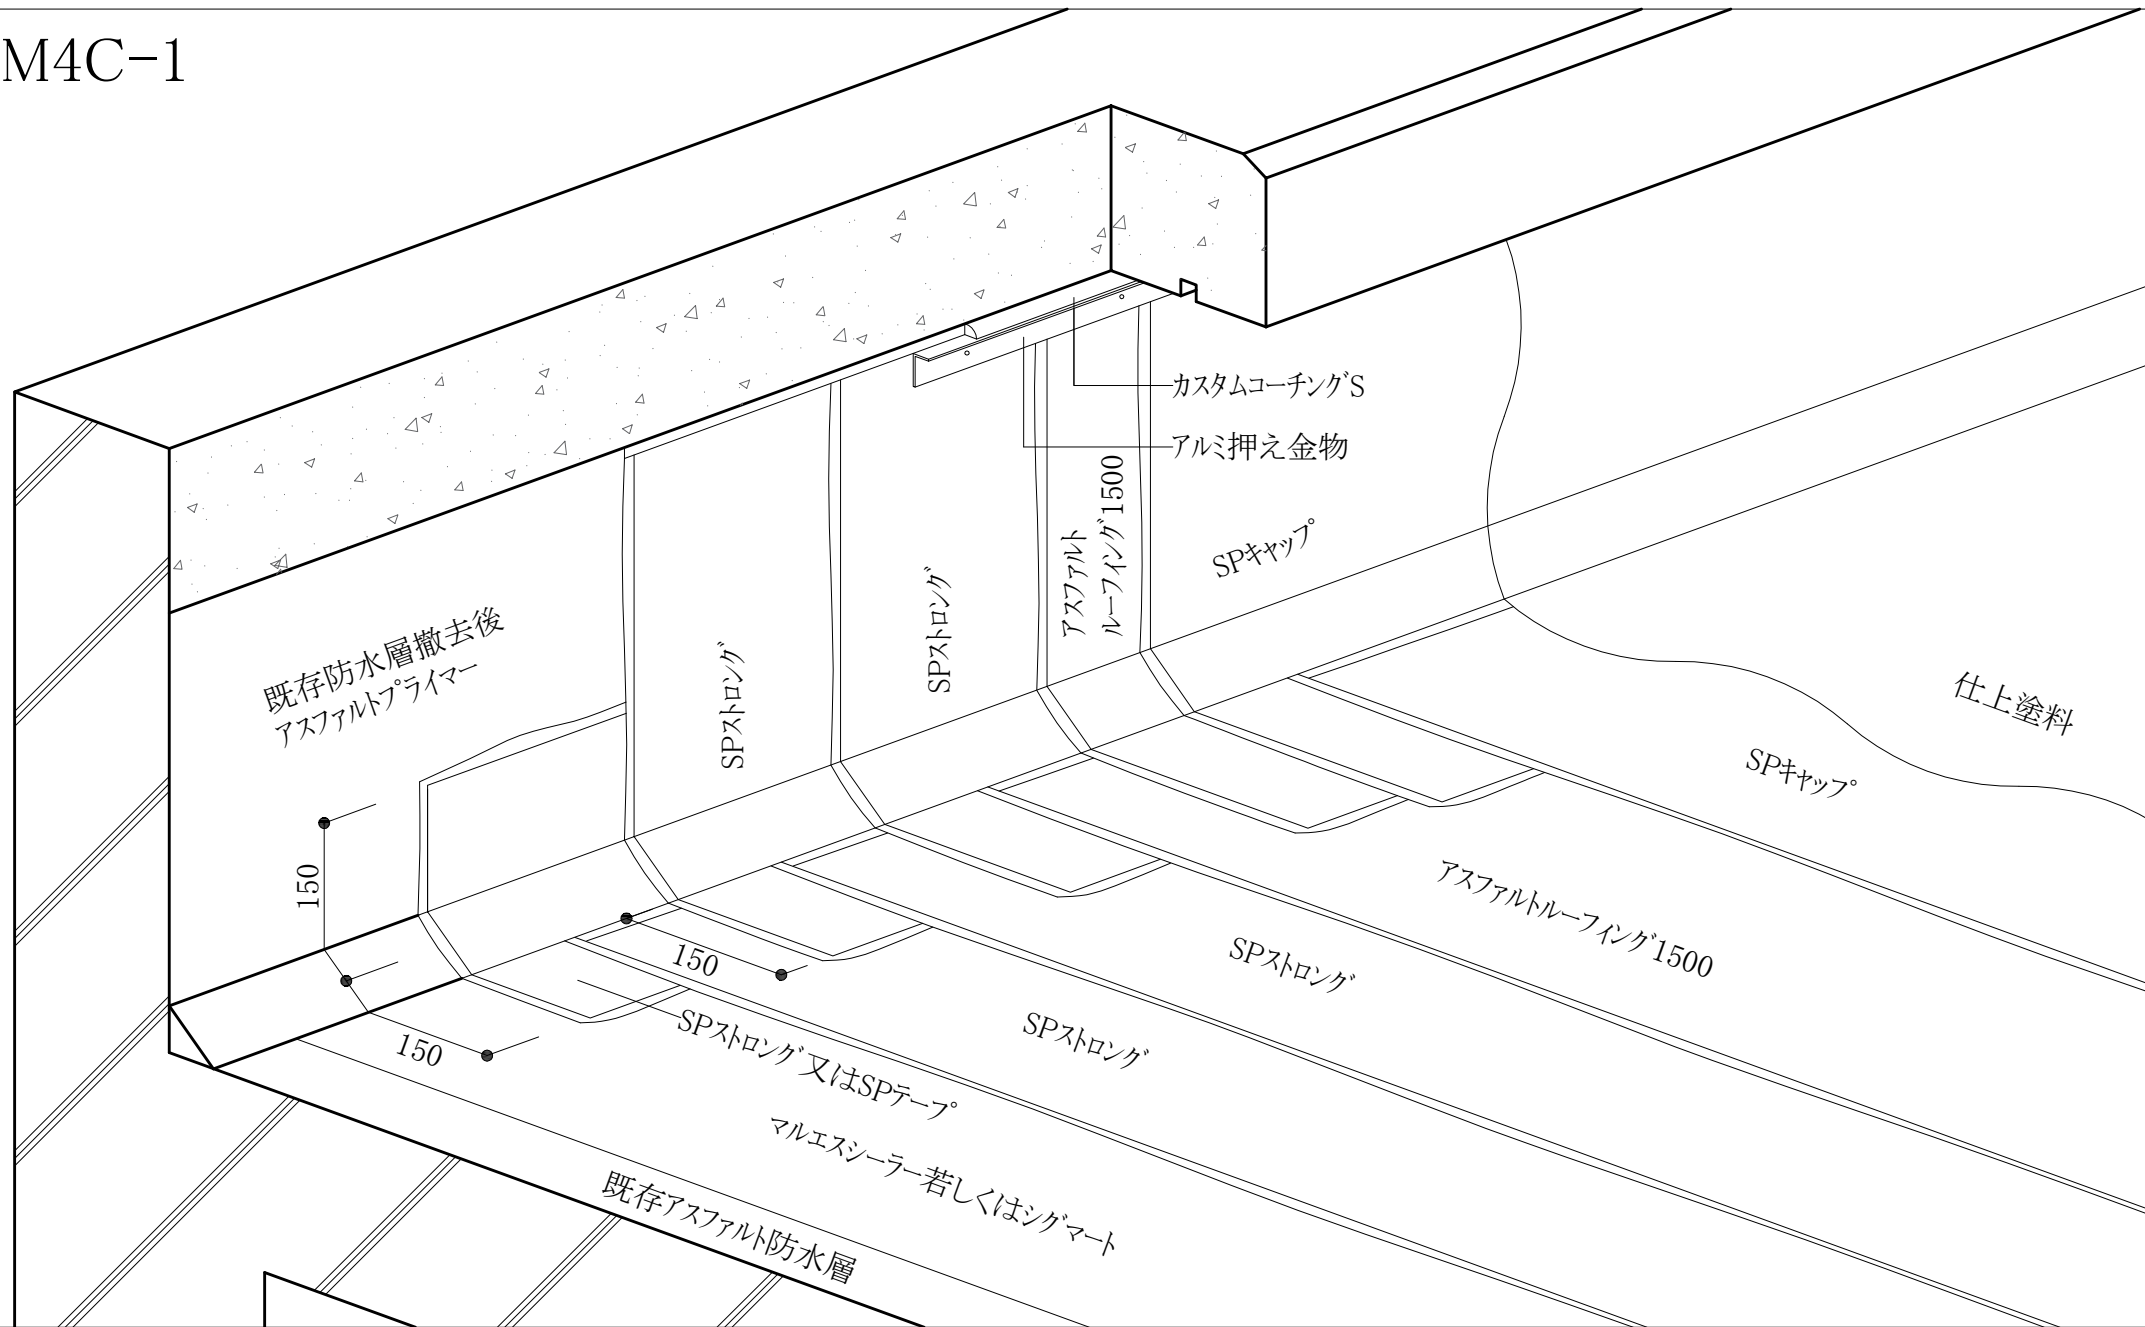 M4C-1
カスタムコーチングS
アルミ押え金物
アスファルト
ルーフィング1500
SPキャップ
SPストロング
SPストロング
既存防水層撤去後
アスファルトプライマー
仕上塗料
SPキャップ
アスファルトルーフィング1500
SPストロング
SPストロング
150
150
150
SPストロング又はSPテープ
マルエスシーラー若しくはシグマート
既存アスファルト防水層